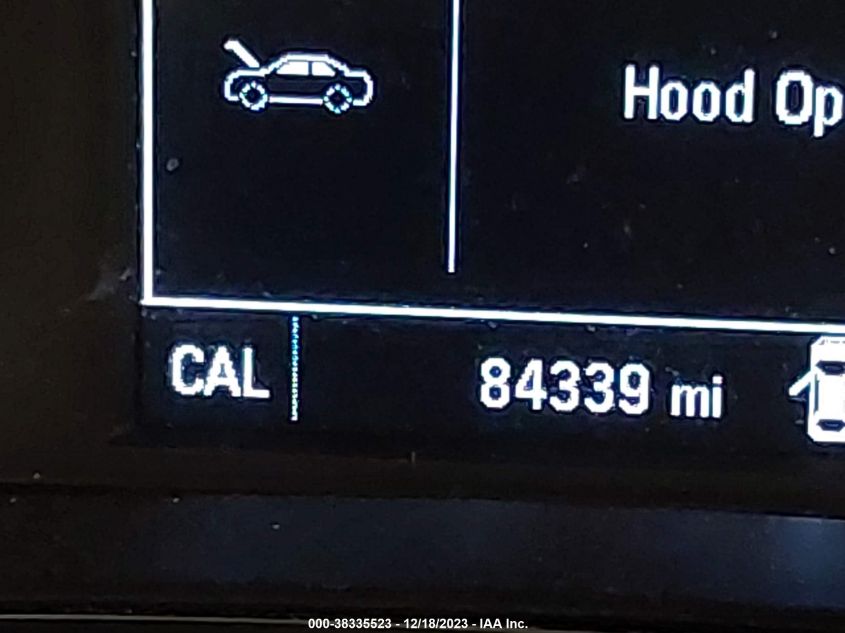 Hood Op
CAL
84339 mi
000-38335523 - 12/18/2023 - IAA Inc.